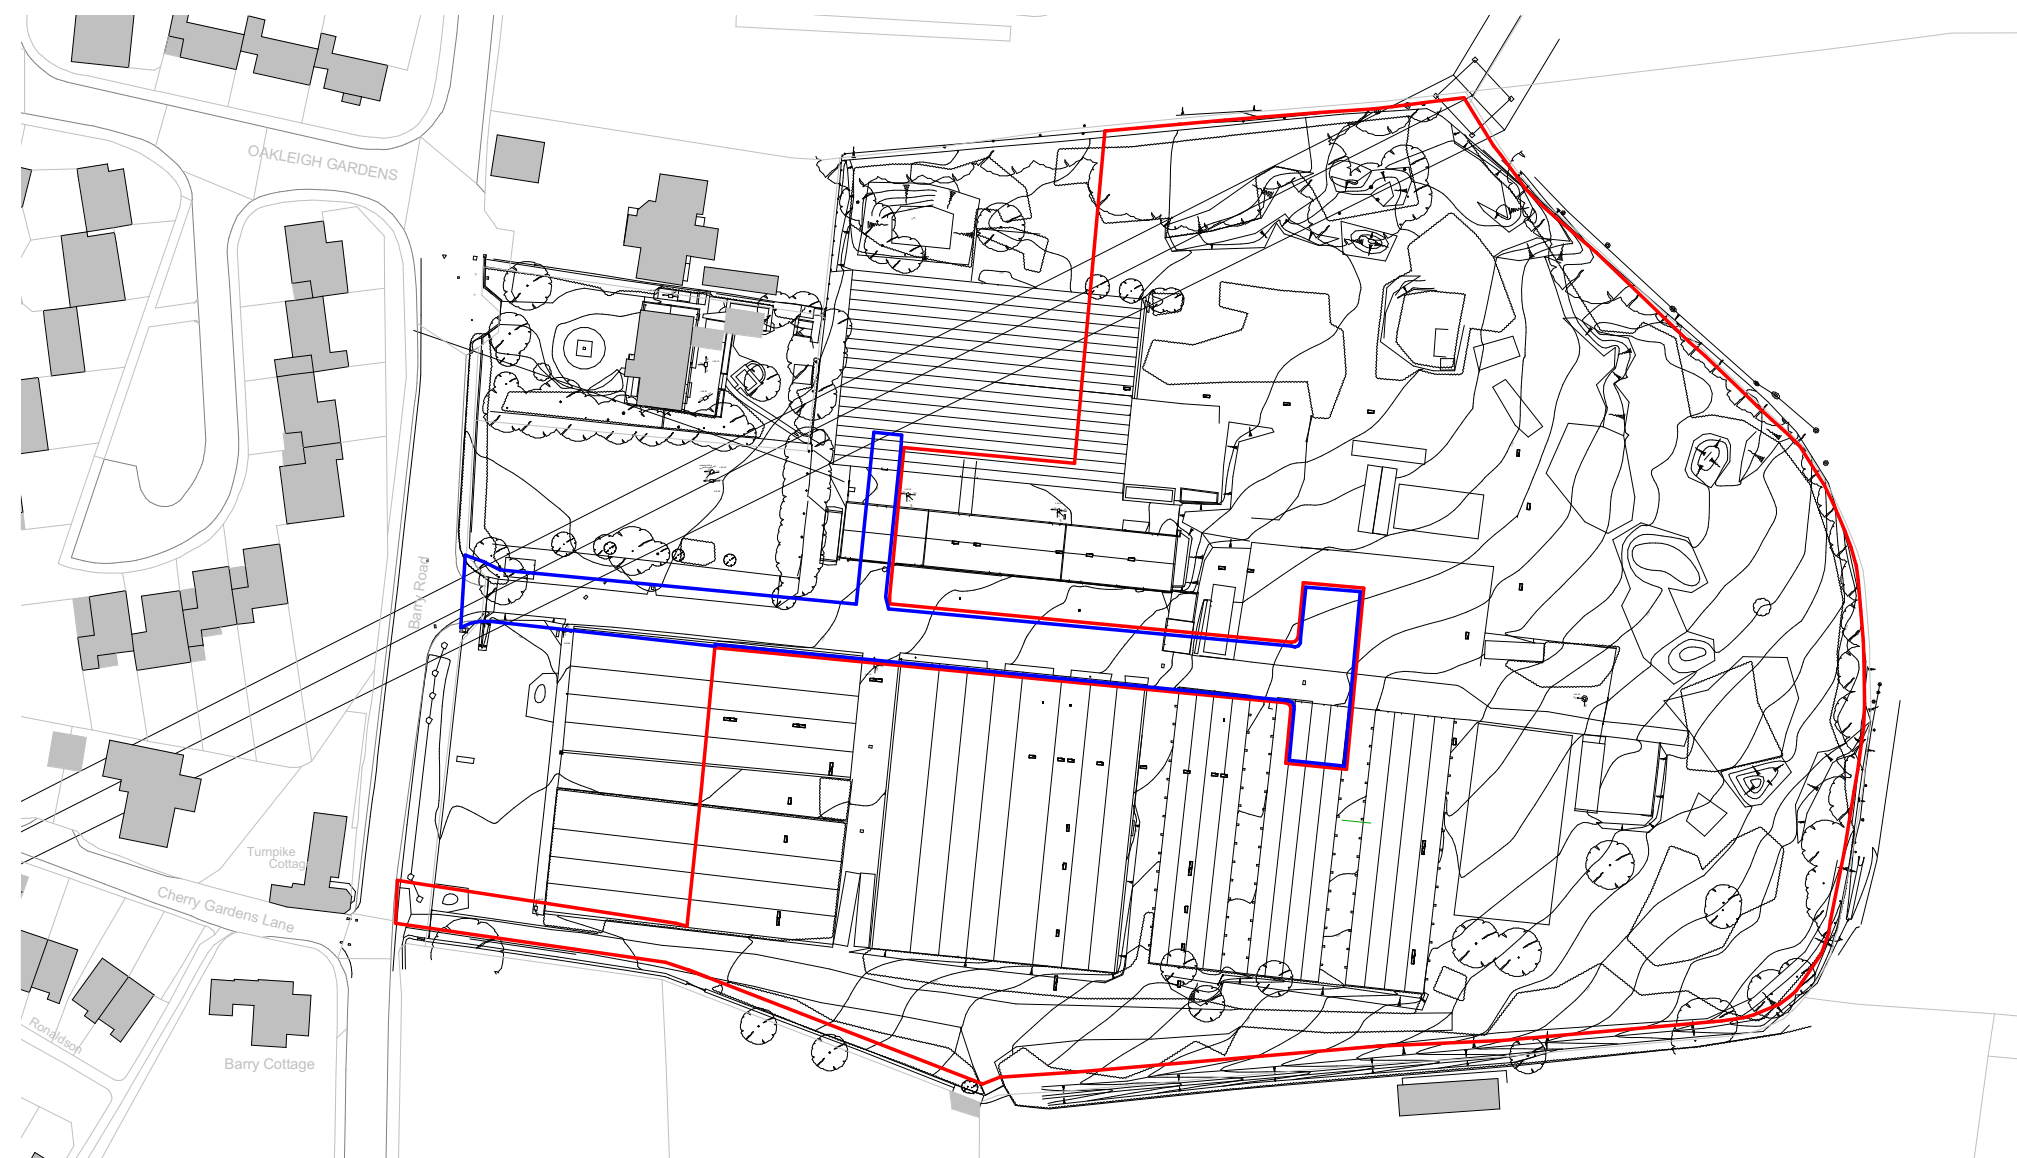 OAKLEIGH GARDENS
Barry Road
Turnpike
Cottage
Cherry Gardens Lane
Ronaldson
Barry Cottage